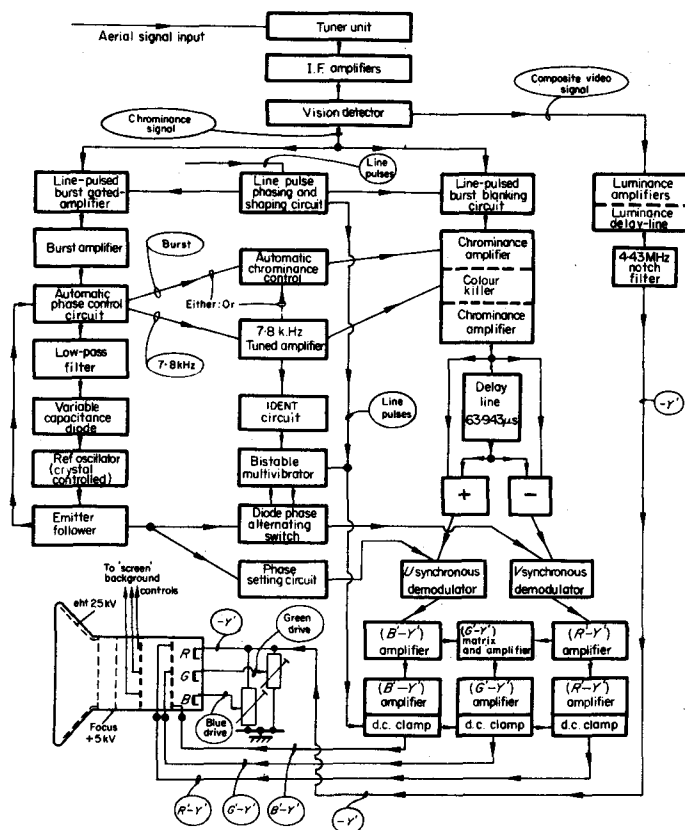 Tuner unit
Aerial signal input
I.F. amplifiers
Composite video
signal
Vision detector
Chrominance
signal
Line
pulses
Line-pulsed
burst gated-
amplifier
Line pulse
phasing and
shaping circuit
Line-pulsed
burst blanking
circuit
Luminance
amplifiers
Luminance
delay-line
Burst amplifier
Burst
Automatic
chrominance
control
Chrominance
amplifier
Colour
killer
Chrominance
amplifier
4·43MHz
notch
filter
Automatic
phase control
circuit
Either:Or
7·8kHz
7·8 kHz
Tuned amplifier
Low-pass
filter
Delay
line
63·943µs
-Y'
Variable
capacitance
diode
IDENT
circuit
Line
pulses
Ref oscillator
(crystal
controlled)
Bistable
multivibrator
+
−
Emitter
follower
Diode phase
alternating
switch
To 'screen'
background
controls
Phase
setting circuit
U synchronous
demodulator
V synchronous
demodulator
eht 25kV
-Y'
Green
drive
(B'-Y')
amplifier
(G'-Y')
matrix
and amplifier
(R'-Y')
amplifier
R
G
B
(B'-Y')
amplifier
d.c. clamp
(G'-Y')
amplifier
d.c. clamp
(R-Y')
amplifier
d.c. clamp
Focus
+5kV
Blue
drive
R'-Y'
G'-Y'
B'-Y'
-Y'